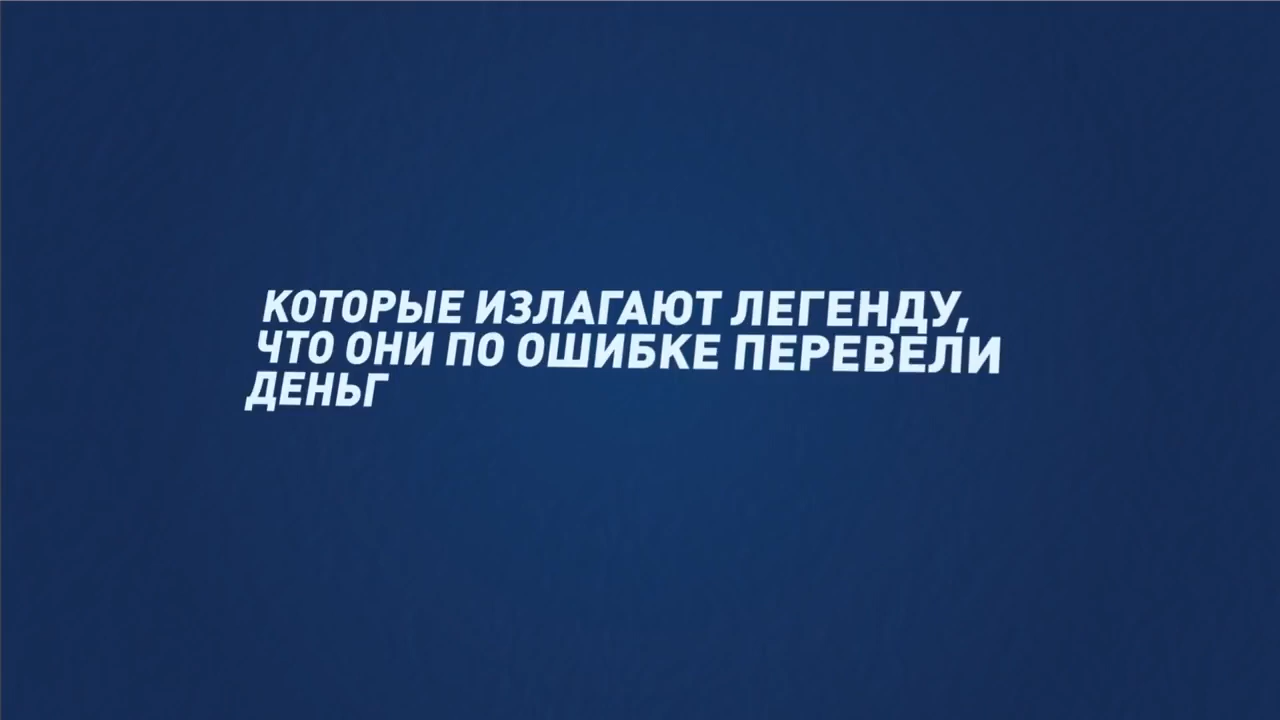 КОТОРЫЕ ИЗЛАГАЮТ ЛЕГЕНДУ,
ЧТО ОНИ ПО ОШИБКЕ ПЕРЕВЕЛИ
ДЕНЬГ